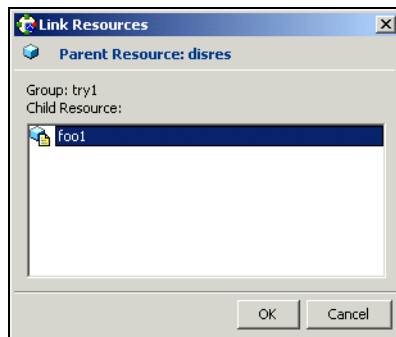 Link Resources
Parent Resource: disres
Group: try1
Child Resource:
foo1
OK Cancel